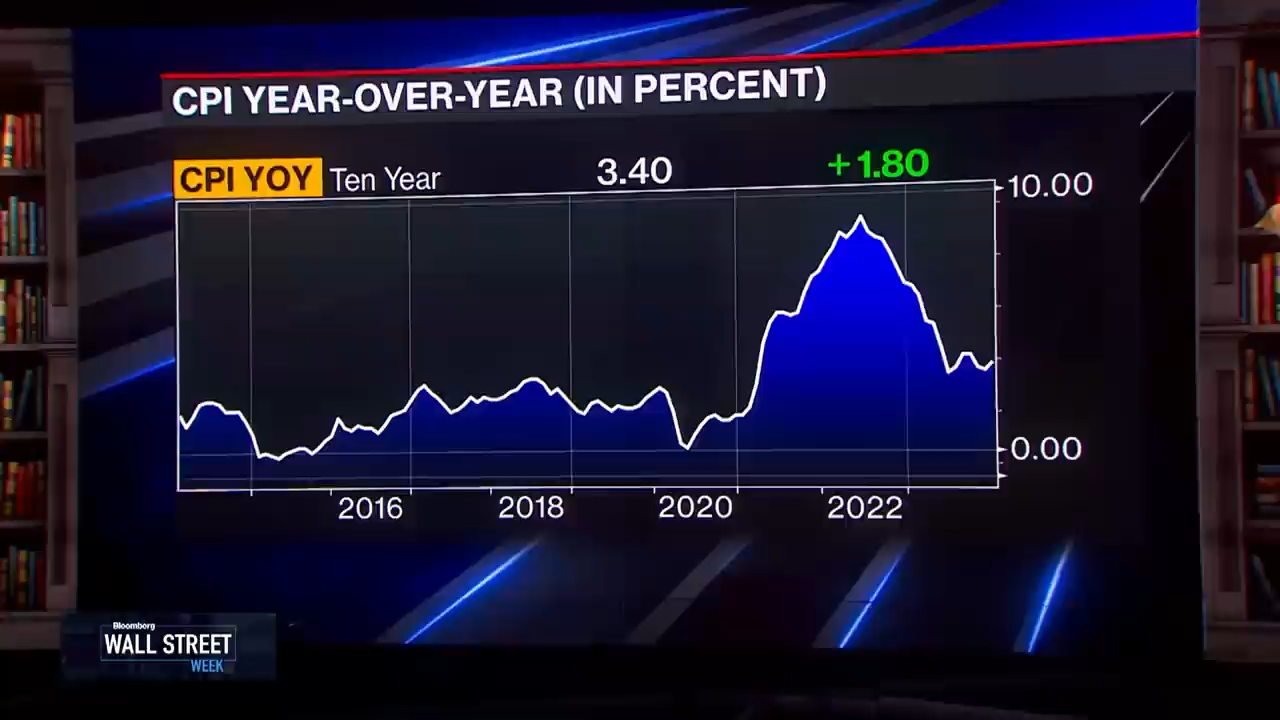 CPI YEAR-OVER-YEAR (IN PERCENT)
CPI YOY Ten Year 3.40 +1.80
10.00
0.00
2016 2018 2020 2022
Bloomberg
WALL STREET
WEEK